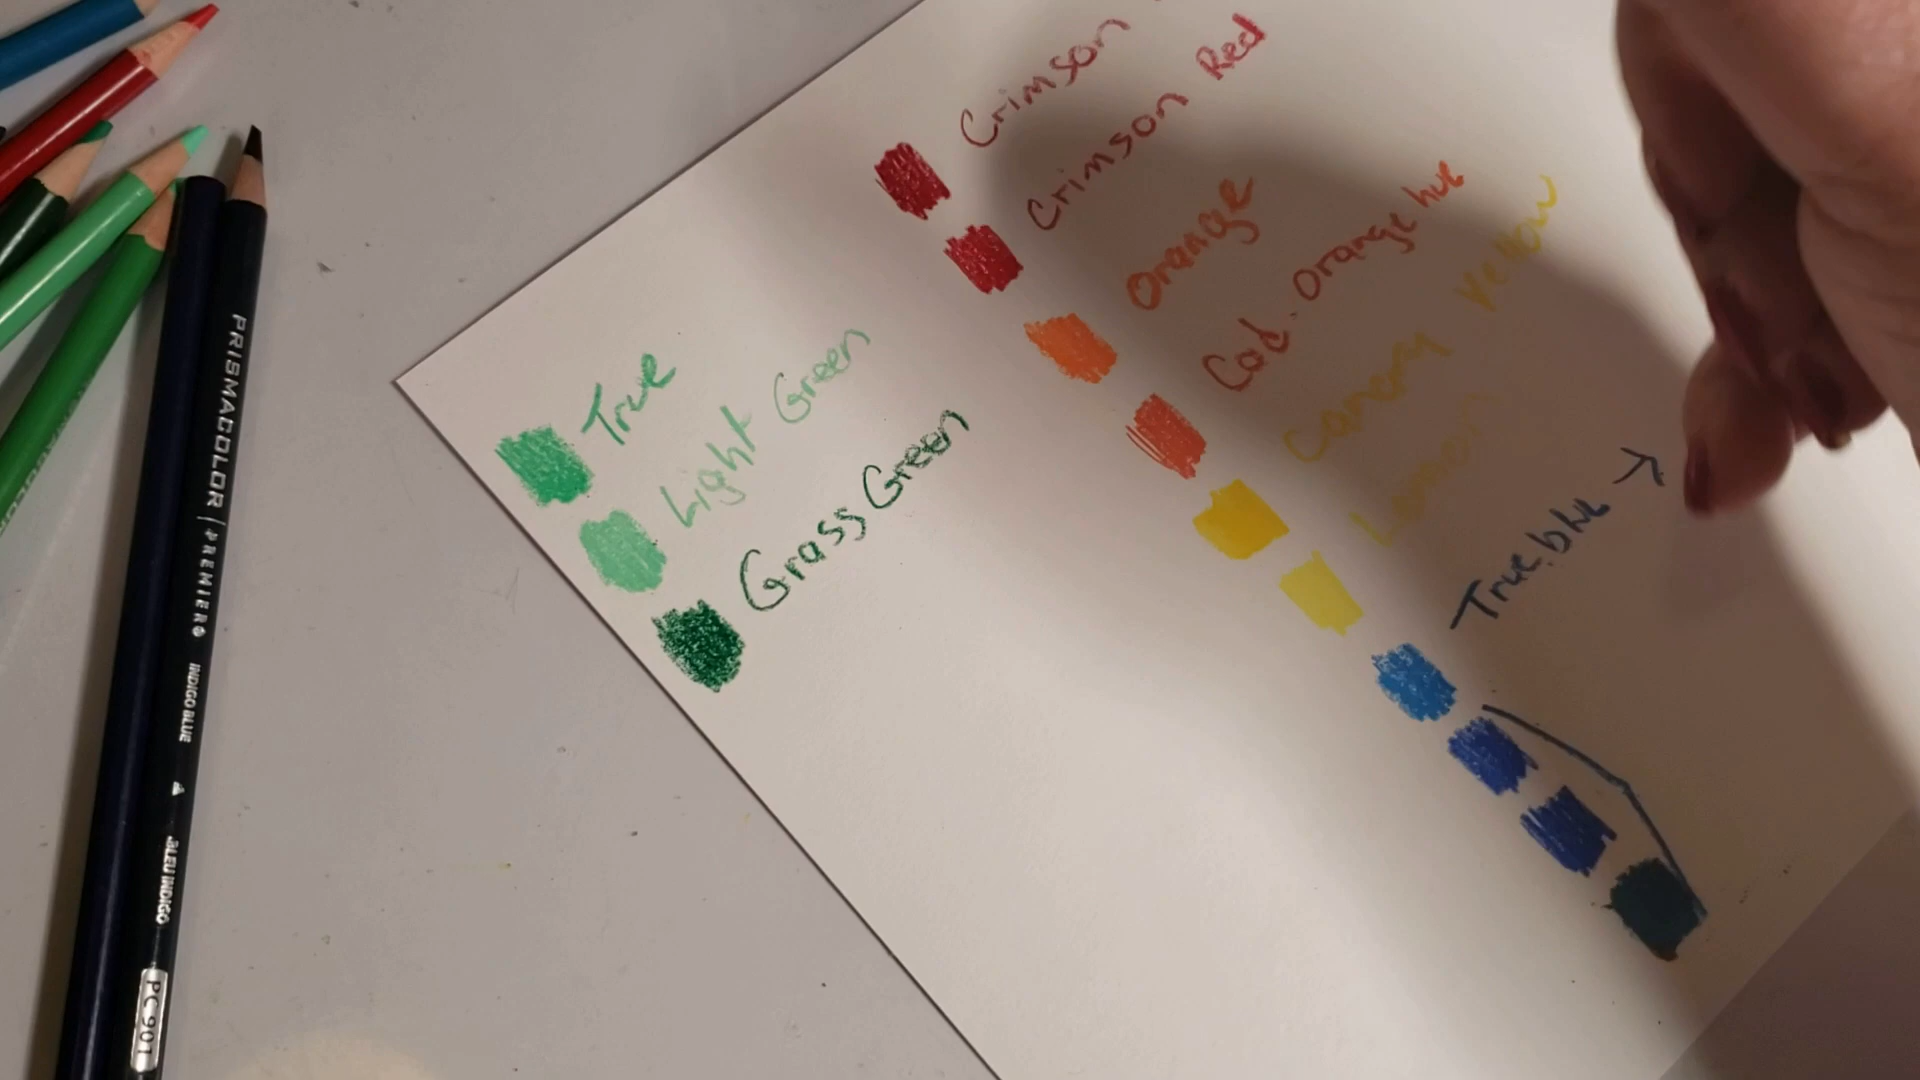 Crimson
Crimson Red
Orange
Cad. Orange hue
Canary Yellow
Lemon
True blue
True
Light Green
Grass Green
PRISMACOLOR PREMIER INDIGO BLUE BLEU INDIGO PC 901